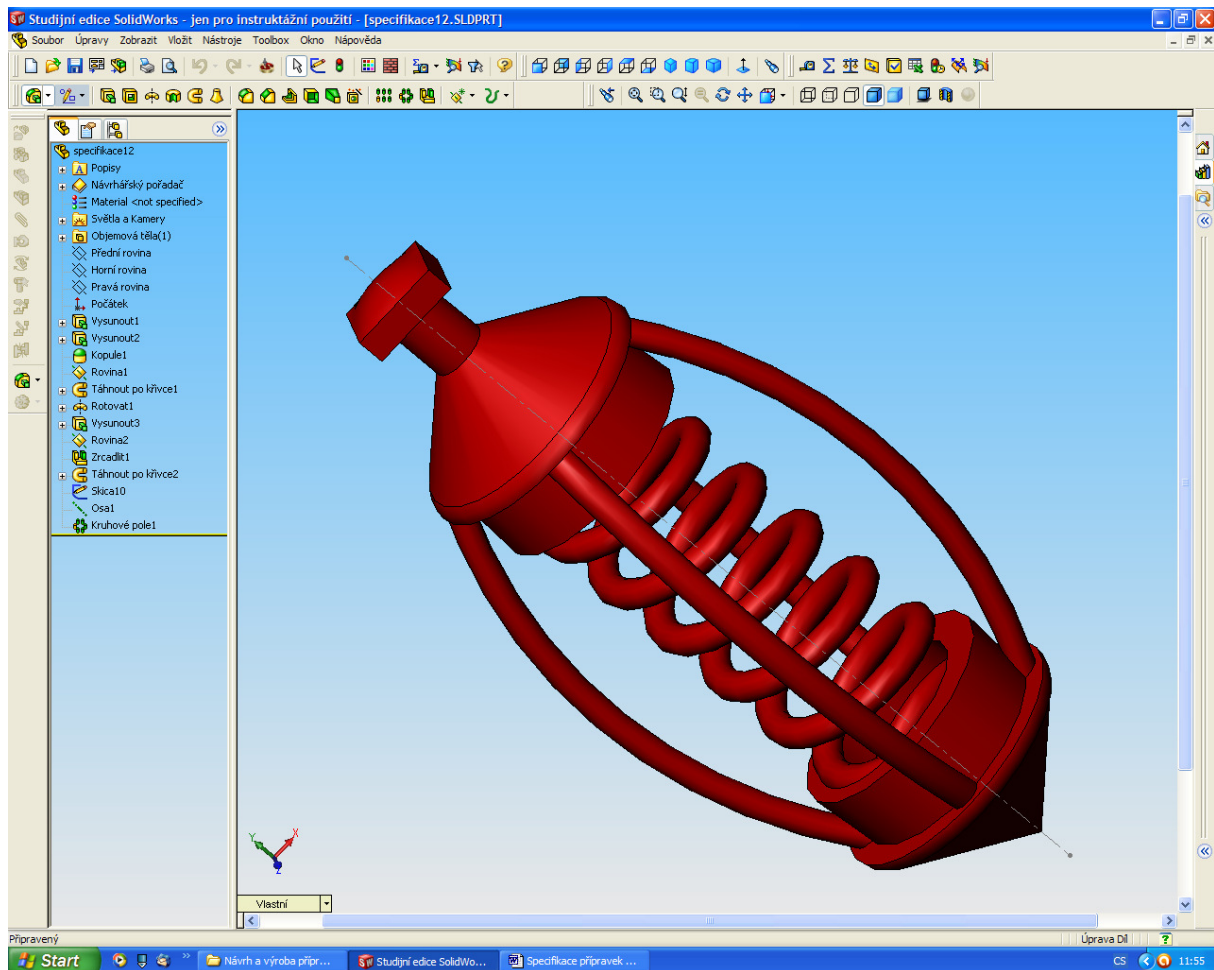 Studijní edice SolidWorks - jen pro instruktážní použití - [specifikace12.SLDPRT]
Soubor Úpravy Zobrazit Vložit Nástroje Toolbox Okno Nápověda
specifikace12
Popisy
Návrhářský pořadač
Material <not specified>
Světla a Kamery
Objemová těla(1)
Přední rovina
Horní rovina
Pravá rovina
Počátek
Vysunout1
Vysunout2
Kopule1
Rovina1
Táhnout po křivce1
Rotovat1
Vysunout3
Rovina2
Zrcadlit1
Táhnout po křivce2
Skica10
Osa1
Kruhové pole1
Y X
Z
Vlastní
Připravený Úprava Díl
Start Návrh a výroba přípr... Studijní edice SolidWo... Specifikace přípravek ... CS 11:55